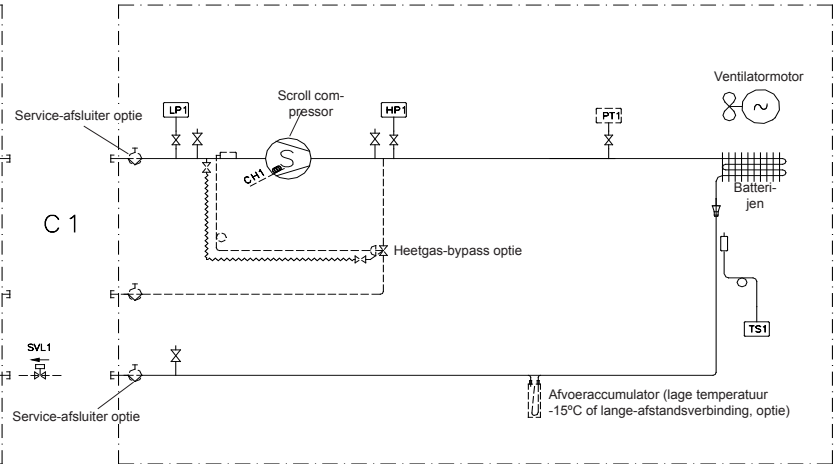 Ventilatormotor
Scroll com-
pressor
LP1
HP1
PT1
Service-afsluiter optie
S
CH1
Batteri-
jen
C 1
Heetgas-bypass optie
TS1
SVL1
Afvoeraccumulator (lage temperatuur
-15ºC of lange-afstandsverbinding, optie)
Service-afsluiter optie